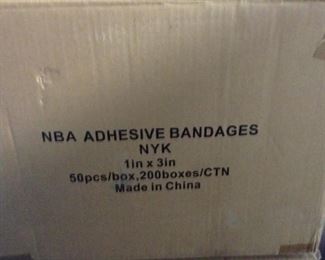 NBA ADHESIVE BANDAGES
NYK
1in x 3in
50pcs/box,200boxes/CTN
Made in China